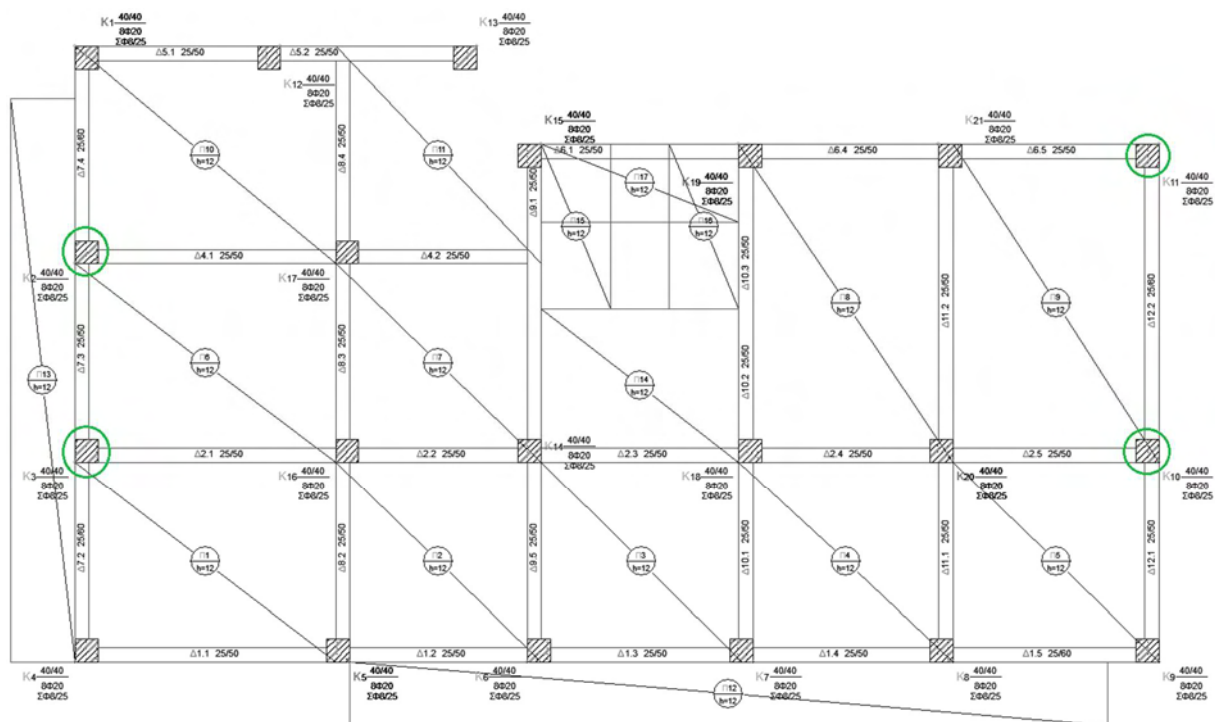 K1 40/40
8Φ20
ΣΦ8/25
K13 40/40
8Φ20
ΣΦ8/25
Δ5.1 25/50
Δ5.2 25/50
K12 40/40
8Φ20
ΣΦ8/25
Δ7.4 25/60
Δ8.4 25/50
Π10
h=12
Π11
h=12
K15 40/40
8Φ20
ΣΦ8/25
K21 40/40
8Φ20
ΣΦ8/25
Δ6.1 25/50
Δ6.4 25/50
Δ6.5 25/50
Δ9.1 25/50
Π17
h=12
K19 40/40
8Φ20
ΣΦ8/25
K11 40/40
8Φ20
ΣΦ8/25
Π15
h=12
Π16
h=12
Δ4.1 25/50
Δ4.2 25/50
Δ10.3 25/50
K2 40/40
8Φ20
ΣΦ8/25
K17 40/40
8Φ20
ΣΦ8/25
Π8
h=12
Π9
h=12
Δ11.2 25/50
Δ12.2 25/60
Δ7.3 25/60
Δ8.3 25/50
Π13
h=12
Π6
h=12
Π7
h=12
Π14
h=12
Δ10.2 25/50
Δ2.1 25/50
Δ2.2 25/50
K14 40/40
8Φ20
ΣΦ8/25
Δ2.3 25/50
Δ2.4 25/50
Δ2.5 25/50
K3 40/40
8Φ20
ΣΦ8/25
K16 40/40
8Φ20
ΣΦ8/25
K18 40/40
8Φ20
ΣΦ8/25
K20 40/40
8Φ20
ΣΦ8/25
K10 40/40
8Φ20
ΣΦ8/25
Δ7.2 25/60
Π1
h=12
Δ8.2 25/50
Π2
h=12
Δ9.5 25/50
Π3
h=12
Δ10.1 25/50
Π4
h=12
Δ11.1 25/50
Π5
h=12
Δ12.1 25/50
Δ1.1 25/50
Δ1.2 25/50
Δ1.3 25/50
Δ1.4 25/50
Δ1.5 25/60
K4 40/40
8Φ20
ΣΦ8/25
K5 40/40
8Φ20
ΣΦ8/25
K6 40/40
8Φ20
ΣΦ8/25
Π12
h=12
K7 40/40
8Φ20
ΣΦ8/25
K8 40/40
8Φ20
ΣΦ8/25
K9 40/40
8Φ20
ΣΦ8/25